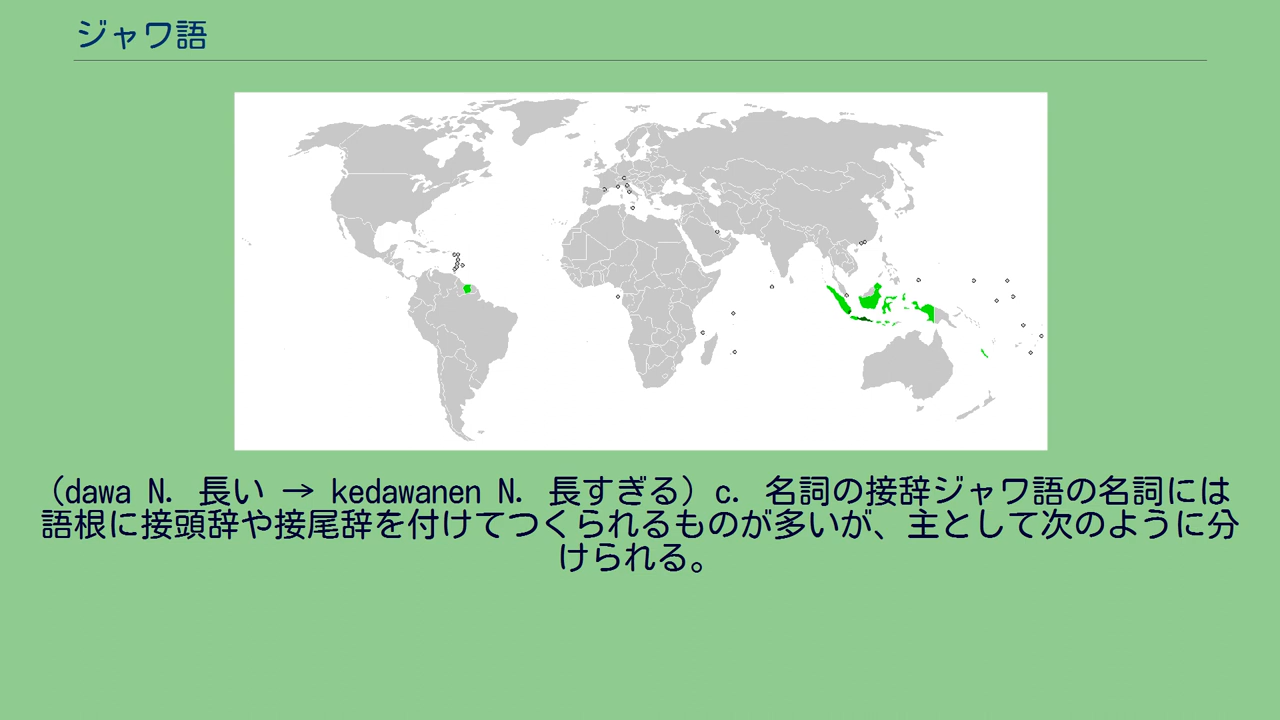 ジャワ語
（dawa N. 長い → kedawanen N. 長すぎる）c. 名詞の接辞ジャワ語の名詞には
語根に接頭辞や接尾辞を付けてつくられるものが多いが、主として次のように分
けられる。